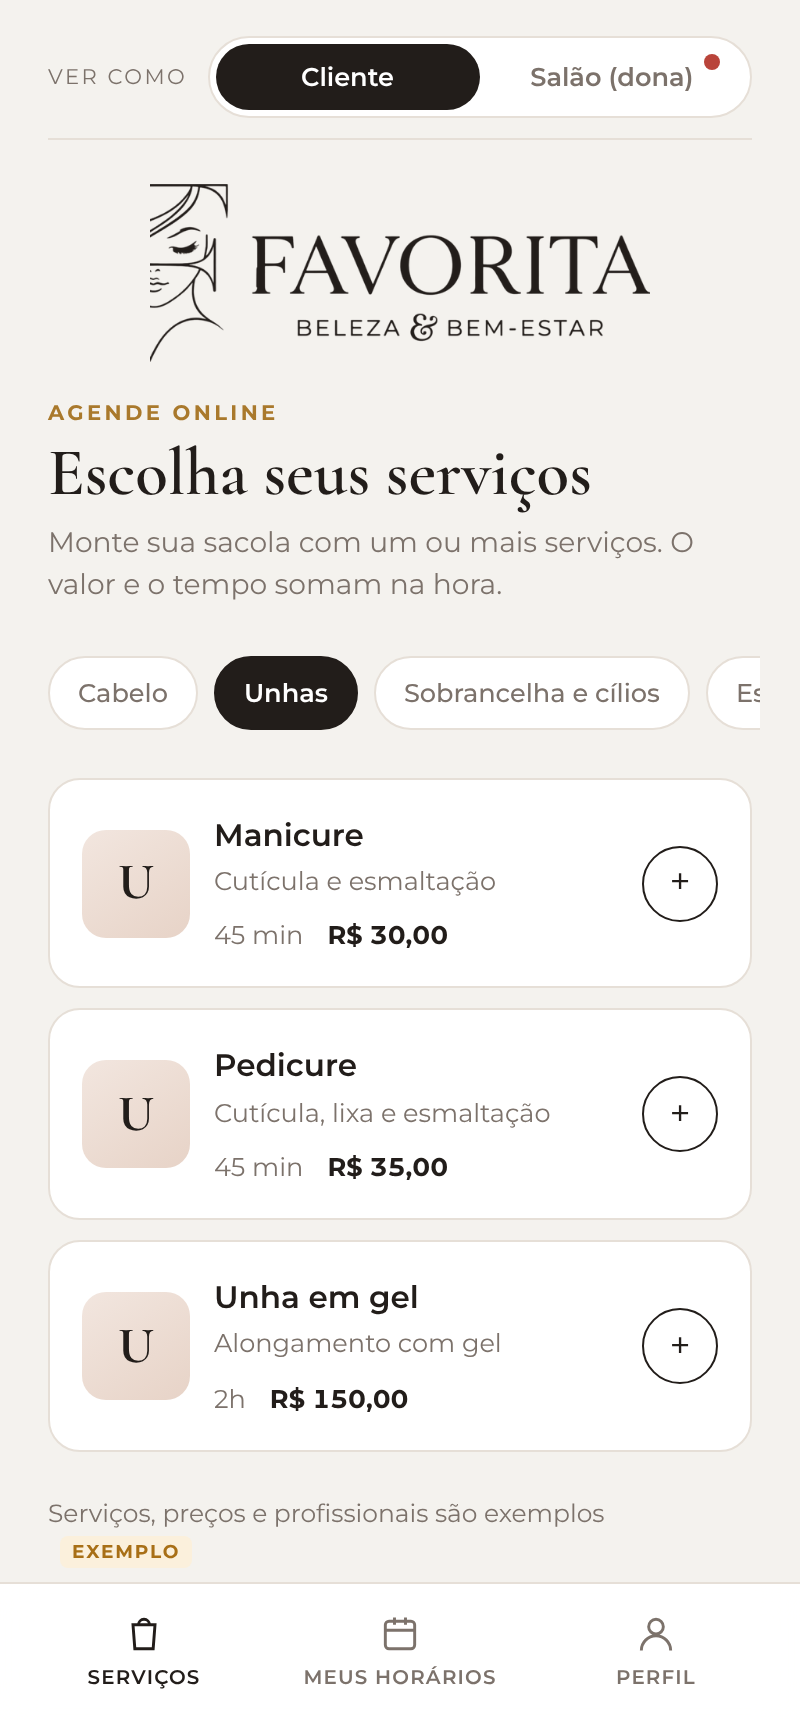 VER COMO
Cliente
Salão (dona)
FAVORITA
BELEZA & BEM-ESTAR
AGENDE ONLINE
Escolha seus serviços
Monte sua sacola com um ou mais serviços. O
valor e o tempo somam na hora.
Cabelo
Unhas
Sobrancelha e cílios
Es
U
Manicure
Cutícula e esmaltação
45 min R$ 30,00
+
U
Pedicure
Cutícula, lixa e esmaltação
45 min R$ 35,00
+
U
Unha em gel
Alongamento com gel
2h R$ 150,00
+
Serviços, preços e profissionais são exemplos
EXEMPLO
SERVIÇOS
MEUS HORÁRIOS
PERFIL